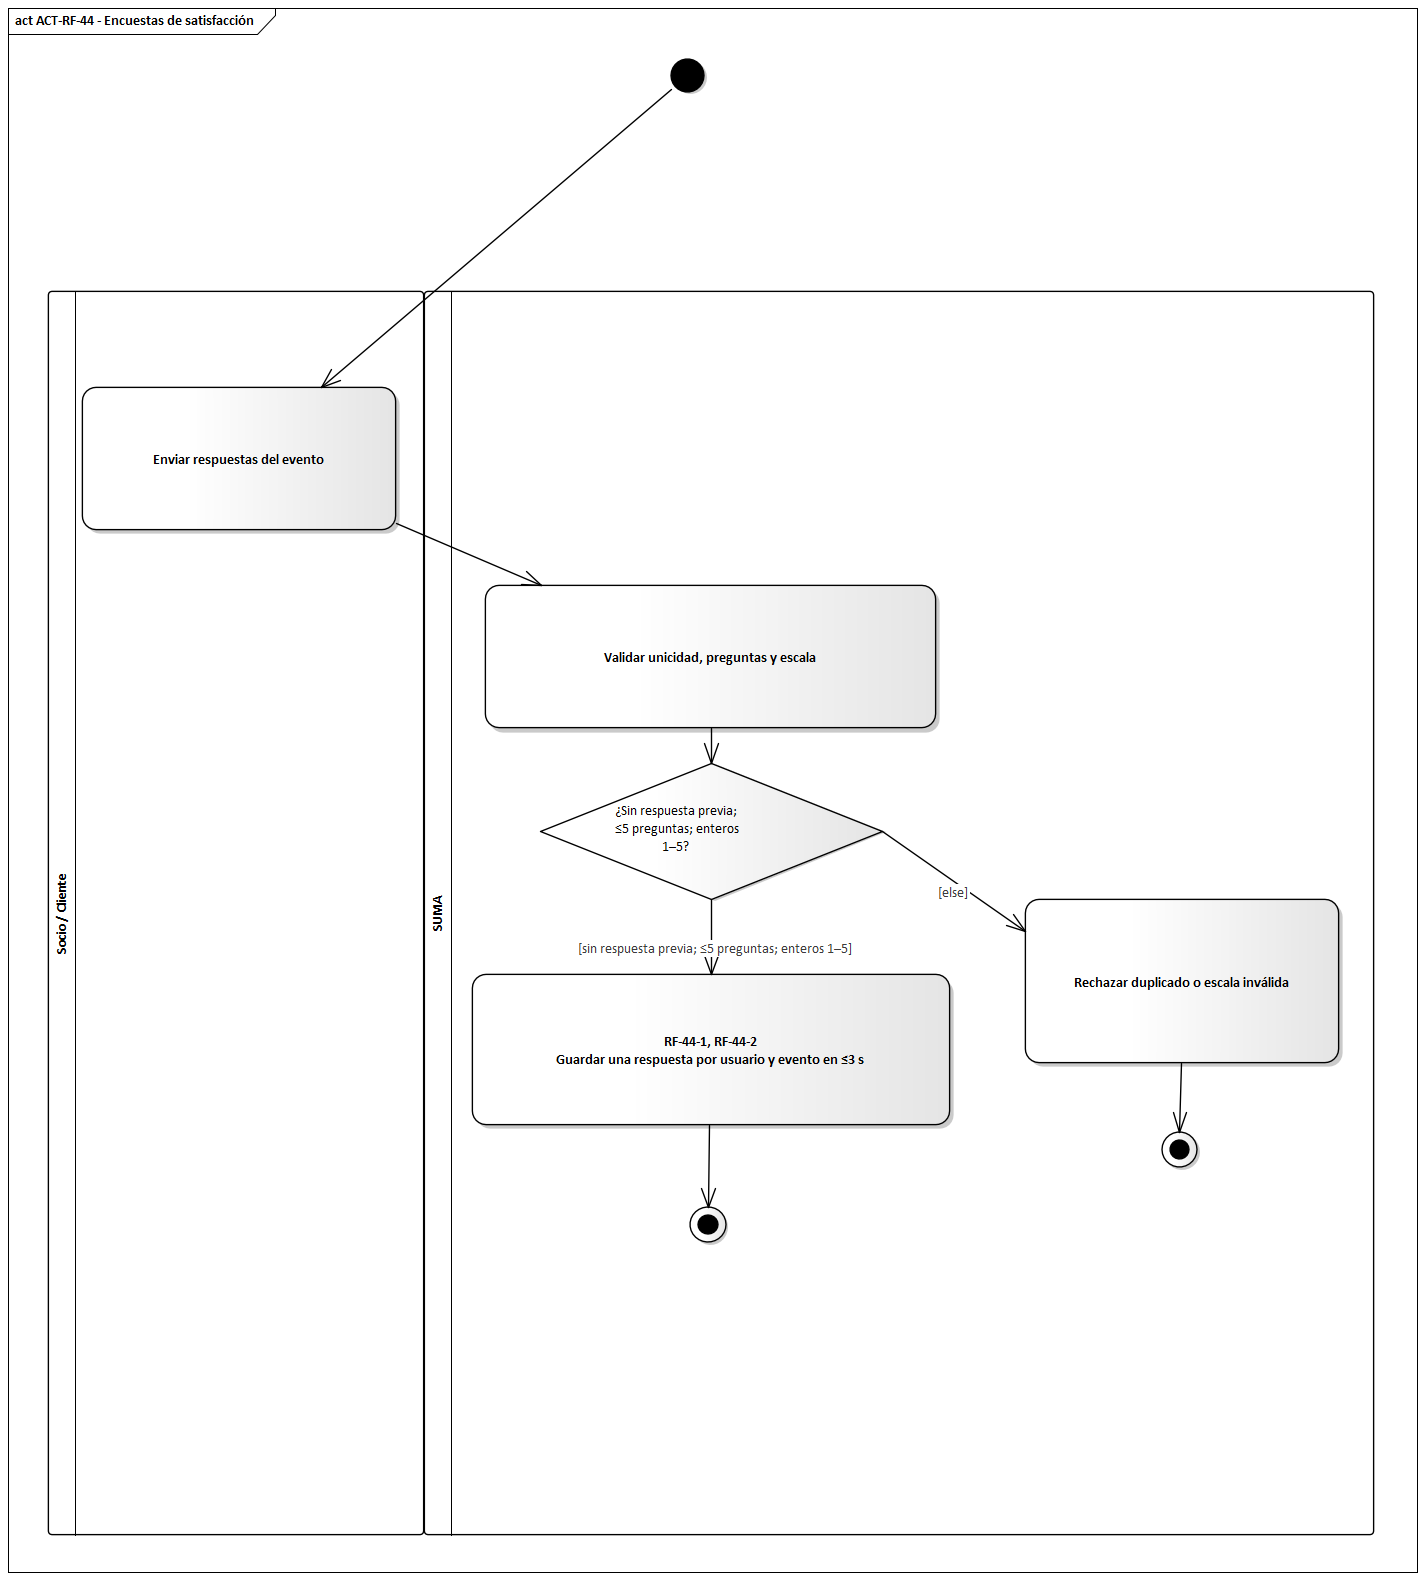 act ACT-RF-44 - Encuestas de satisfacción
Enviar respuestas del evento
Validar unicidad, preguntas y escala
¿Sin respuesta previa;
≤5 preguntas; enteros
1–5?
[else]
Socio / Cliente
SUMA
[sin respuesta previa; ≤5 preguntas; enteros 1–5]
Rechazar duplicado o escala inválida
RF-44-1, RF-44-2
Guardar una respuesta por usuario y evento en ≤3 s